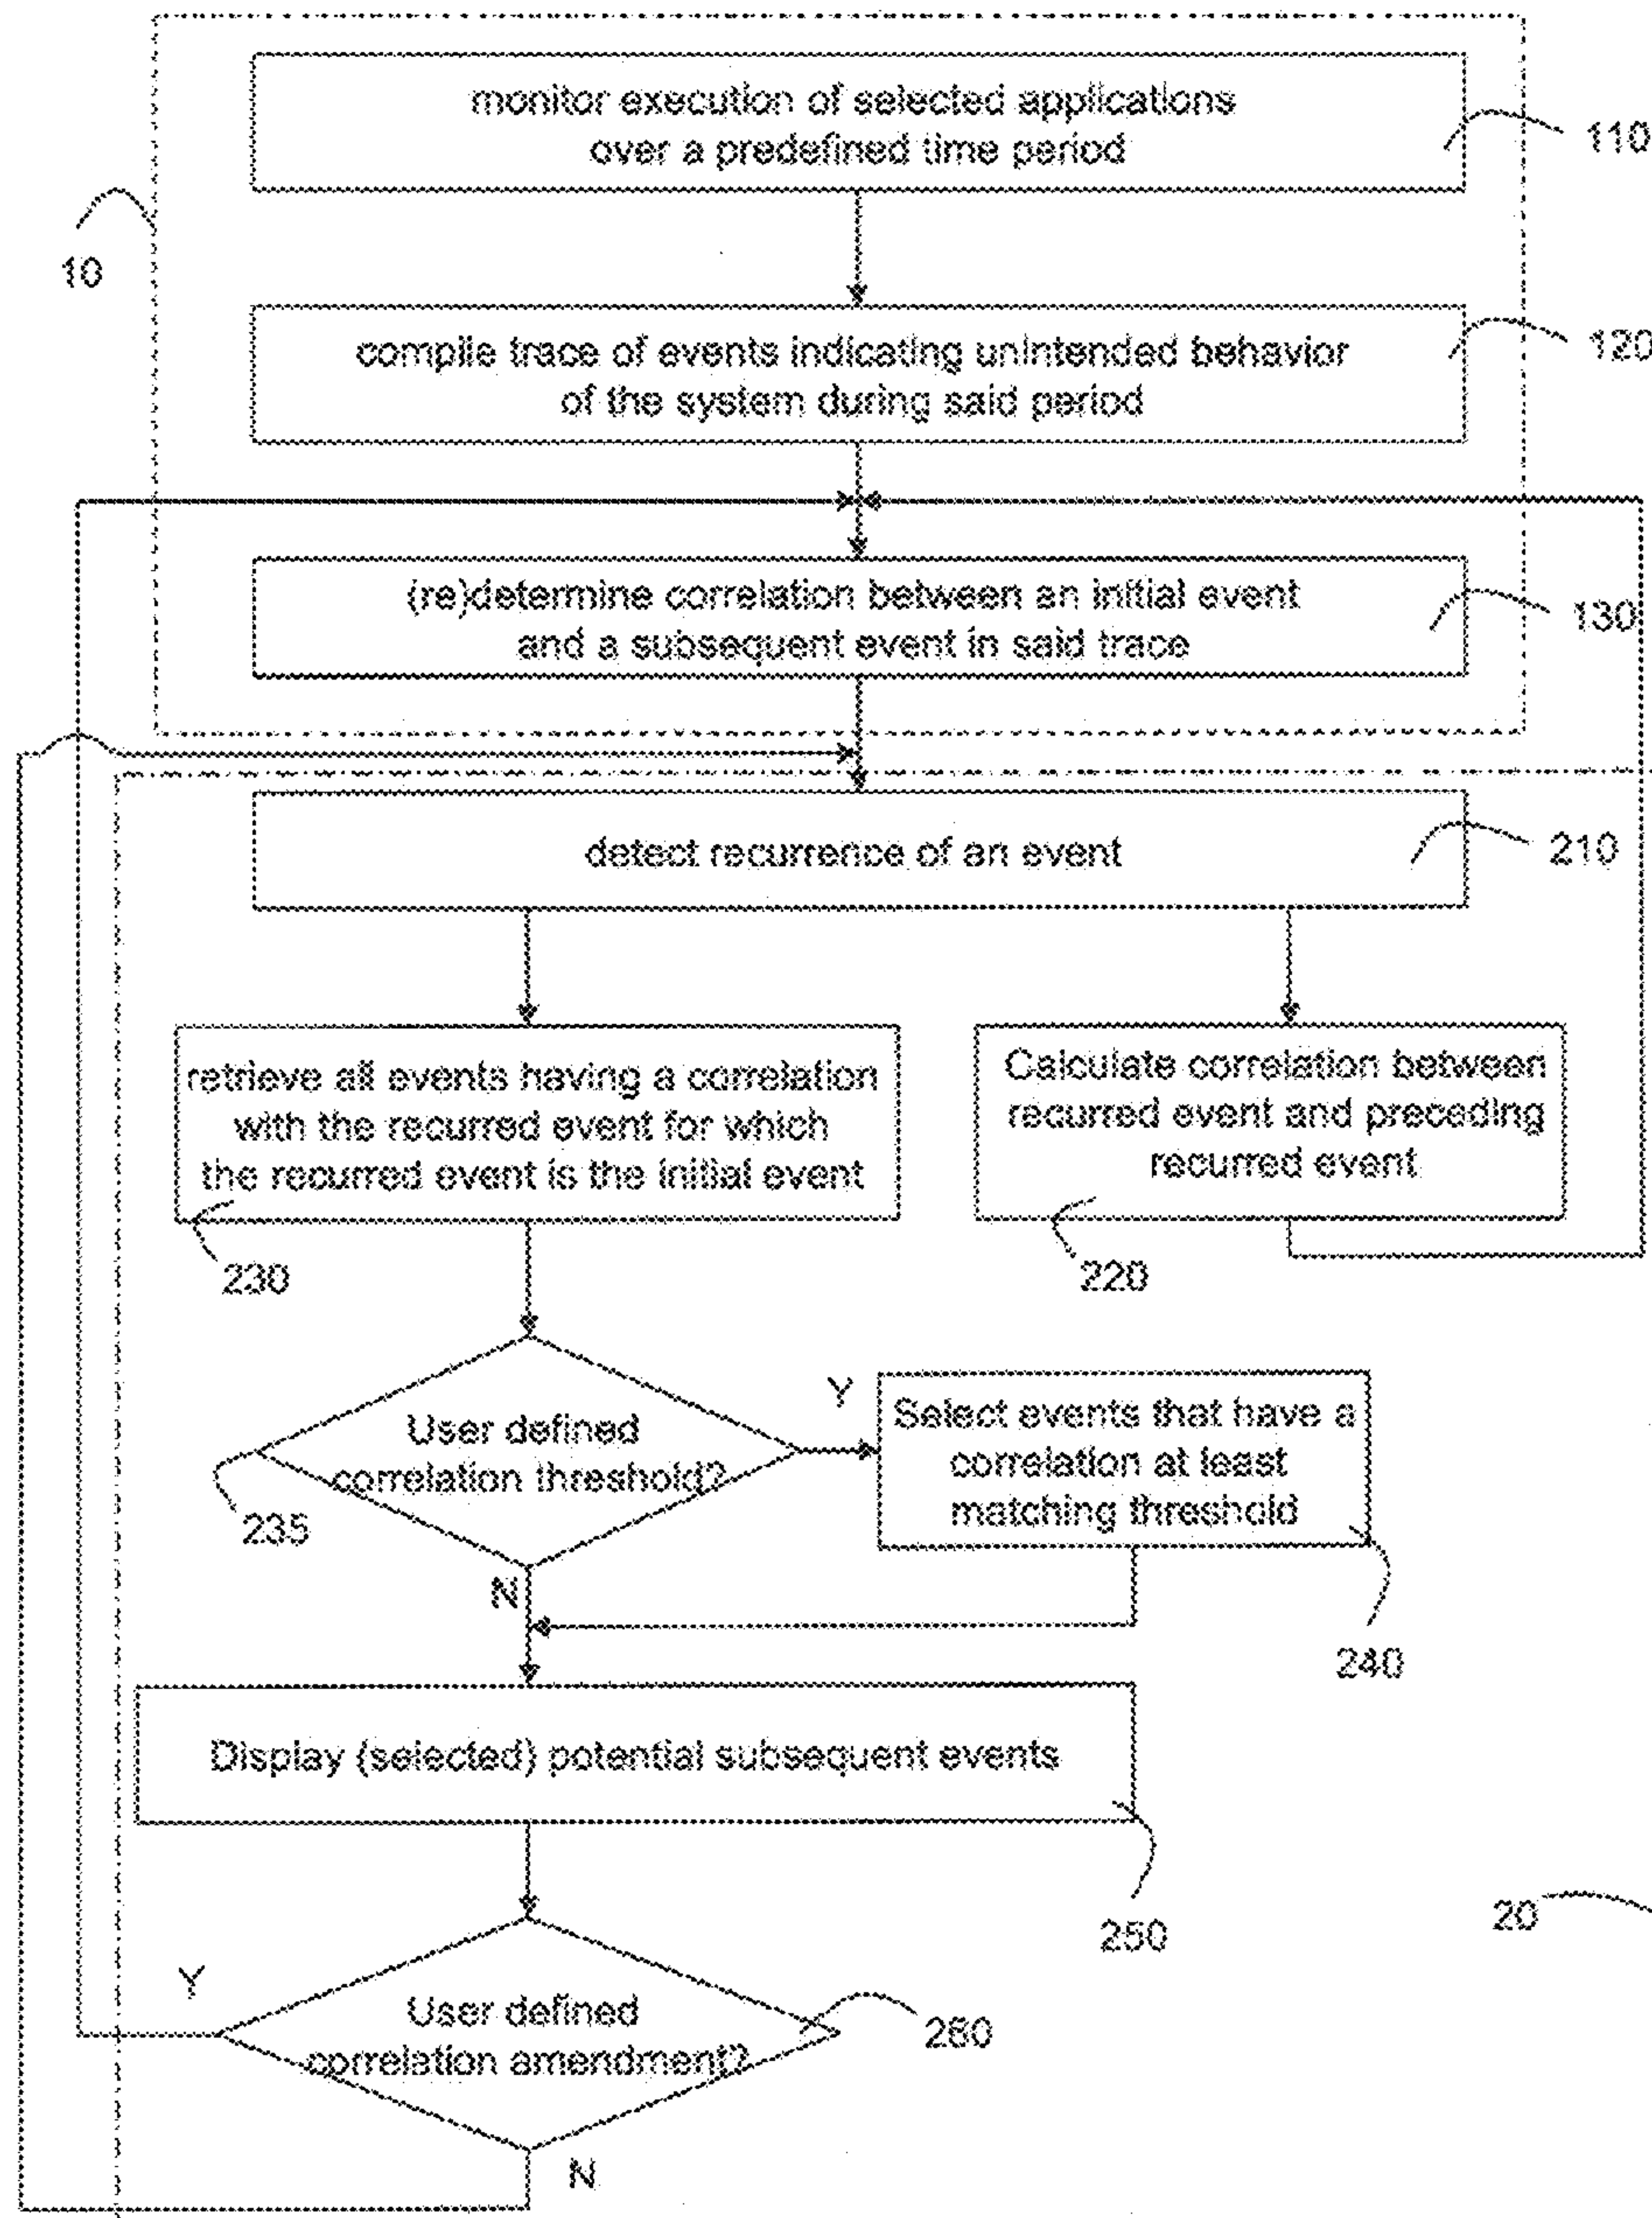 monitor execution of selected applications
over a predefined time period
110
10
compile trace of events indicating unintended behavior
of the system during said period
120
(re)determine correlation between an initial event
and a subsequent event in said trace
130
detect recurrence of an event
210
retrieve all events having a correlation
with the recurred event for which
the recurred event is the initial event
230
Calculate correlation between
recurred event and preceding
recurred event
220
User defined
correlation threshold?
235
Y
N
Select events that have a
correlation at least
matching threshold
240
Display (selected) potential subsequent events
250
20
Y
User defined
correlation amendment?
260
N